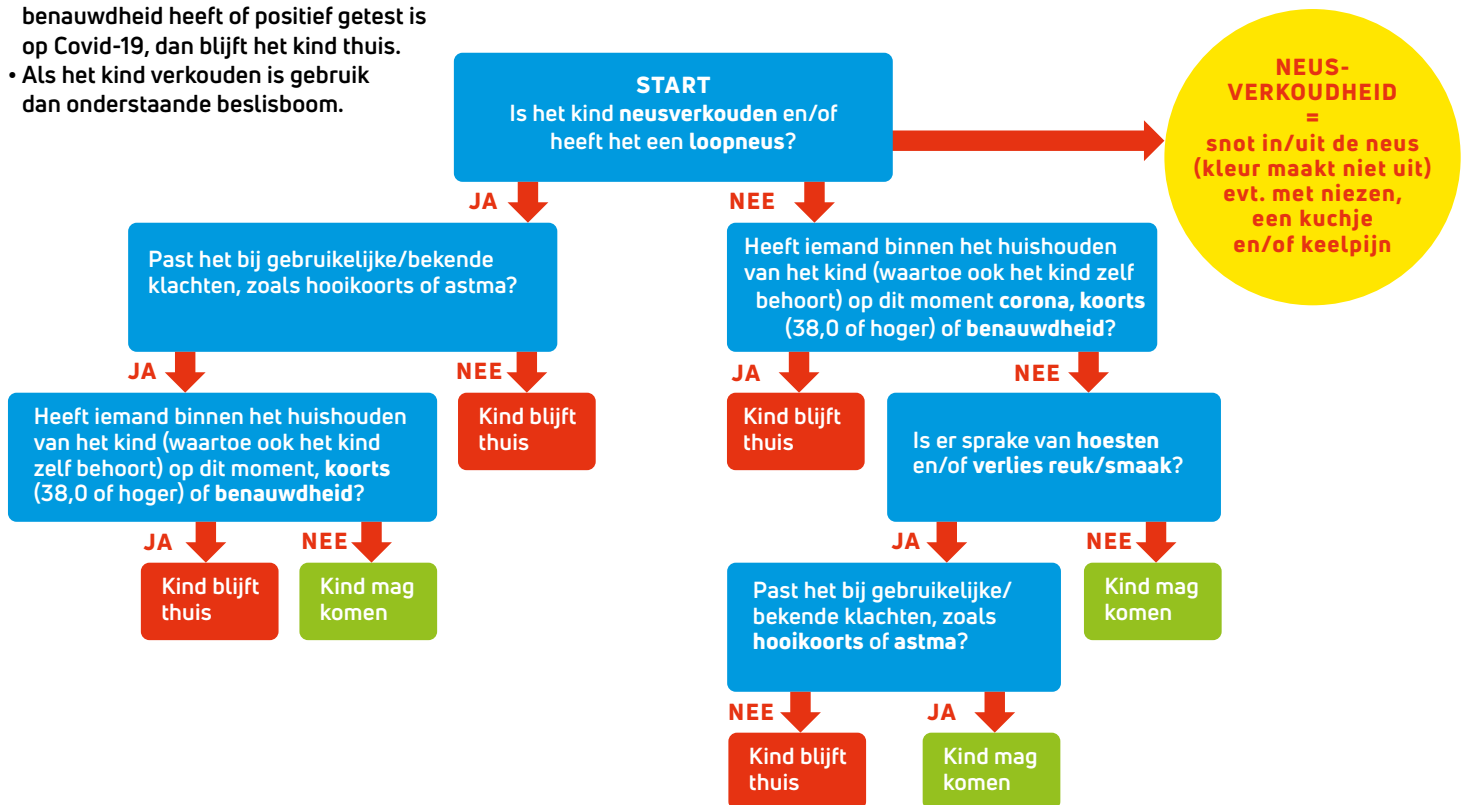 benauwdheid heeft of positief getest is
op Covid-19, dan blijft het kind thuis.
• Als het kind verkouden is gebruik
dan onderstaande beslisboom.
START
Is het kind neusverkouden en/of
heeft het een loopneus?
NEUS-
VERKOUDHEID
=
snot in/uit de neus
(kleur maakt niet uit)
evt. met niezen,
een kuchje
en/of keelpijn
JA
NEE
Past het bij gebruikelijke/bekende
klachten, zoals hooikoorts of astma?
Heeft iemand binnen het huishouden
van het kind (waartoe ook het kind zelf
behoort) op dit moment corona, koorts
(38,0 of hoger) of benauwdheid?
JA
NEE
JA
NEE
Heeft iemand binnen het huishouden
van het kind (waartoe ook het kind
zelf behoort) op dit moment, koorts
(38,0 of hoger) of benauwdheid?
Kind blijft
thuis
Kind blijft
thuis
Is er sprake van hoesten
en/of verlies reuk/smaak?
JA
NEE
JA
NEE
Kind blijft
thuis
Kind mag
komen
Past het bij gebruikelijke/
bekende klachten, zoals
hooikoorts of astma?
Kind mag
komen
NEE
JA
Kind blijft
thuis
Kind mag
komen